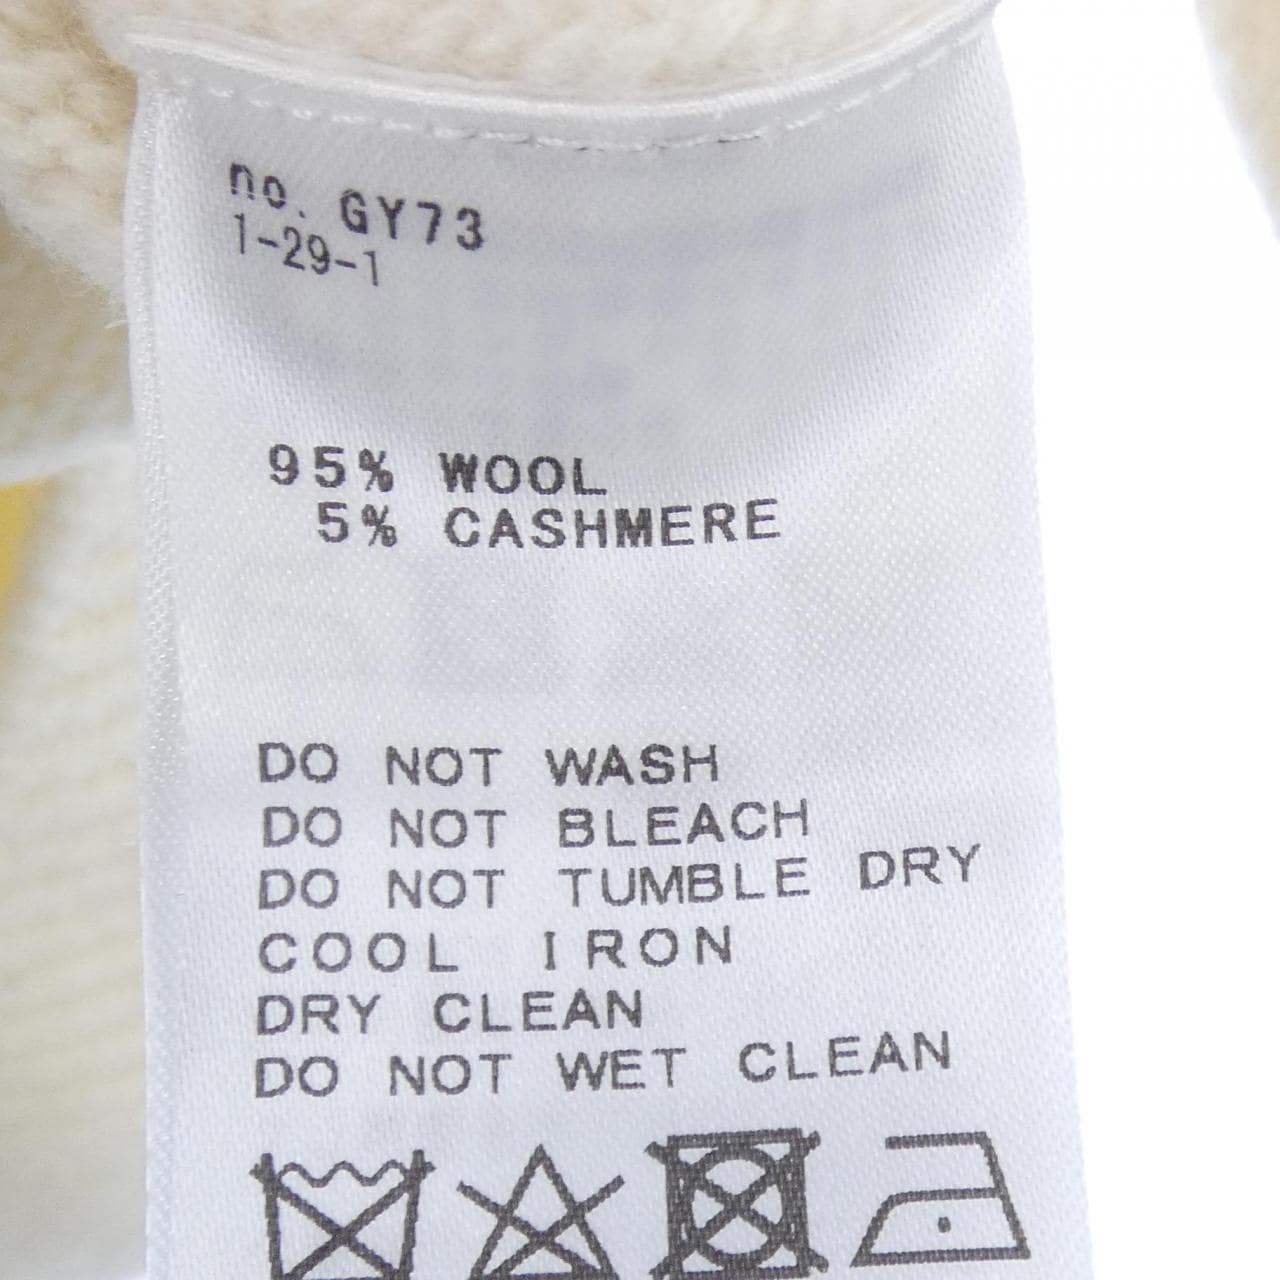 no. GY73
1-29-1
95% WOOL
5% CASHMERE
DO NOT WASH
DO NOT BLEACH
DO NOT TUMBLE DRY
COOL IRON
DRY CLEAN
DO NOT WET CLEAN